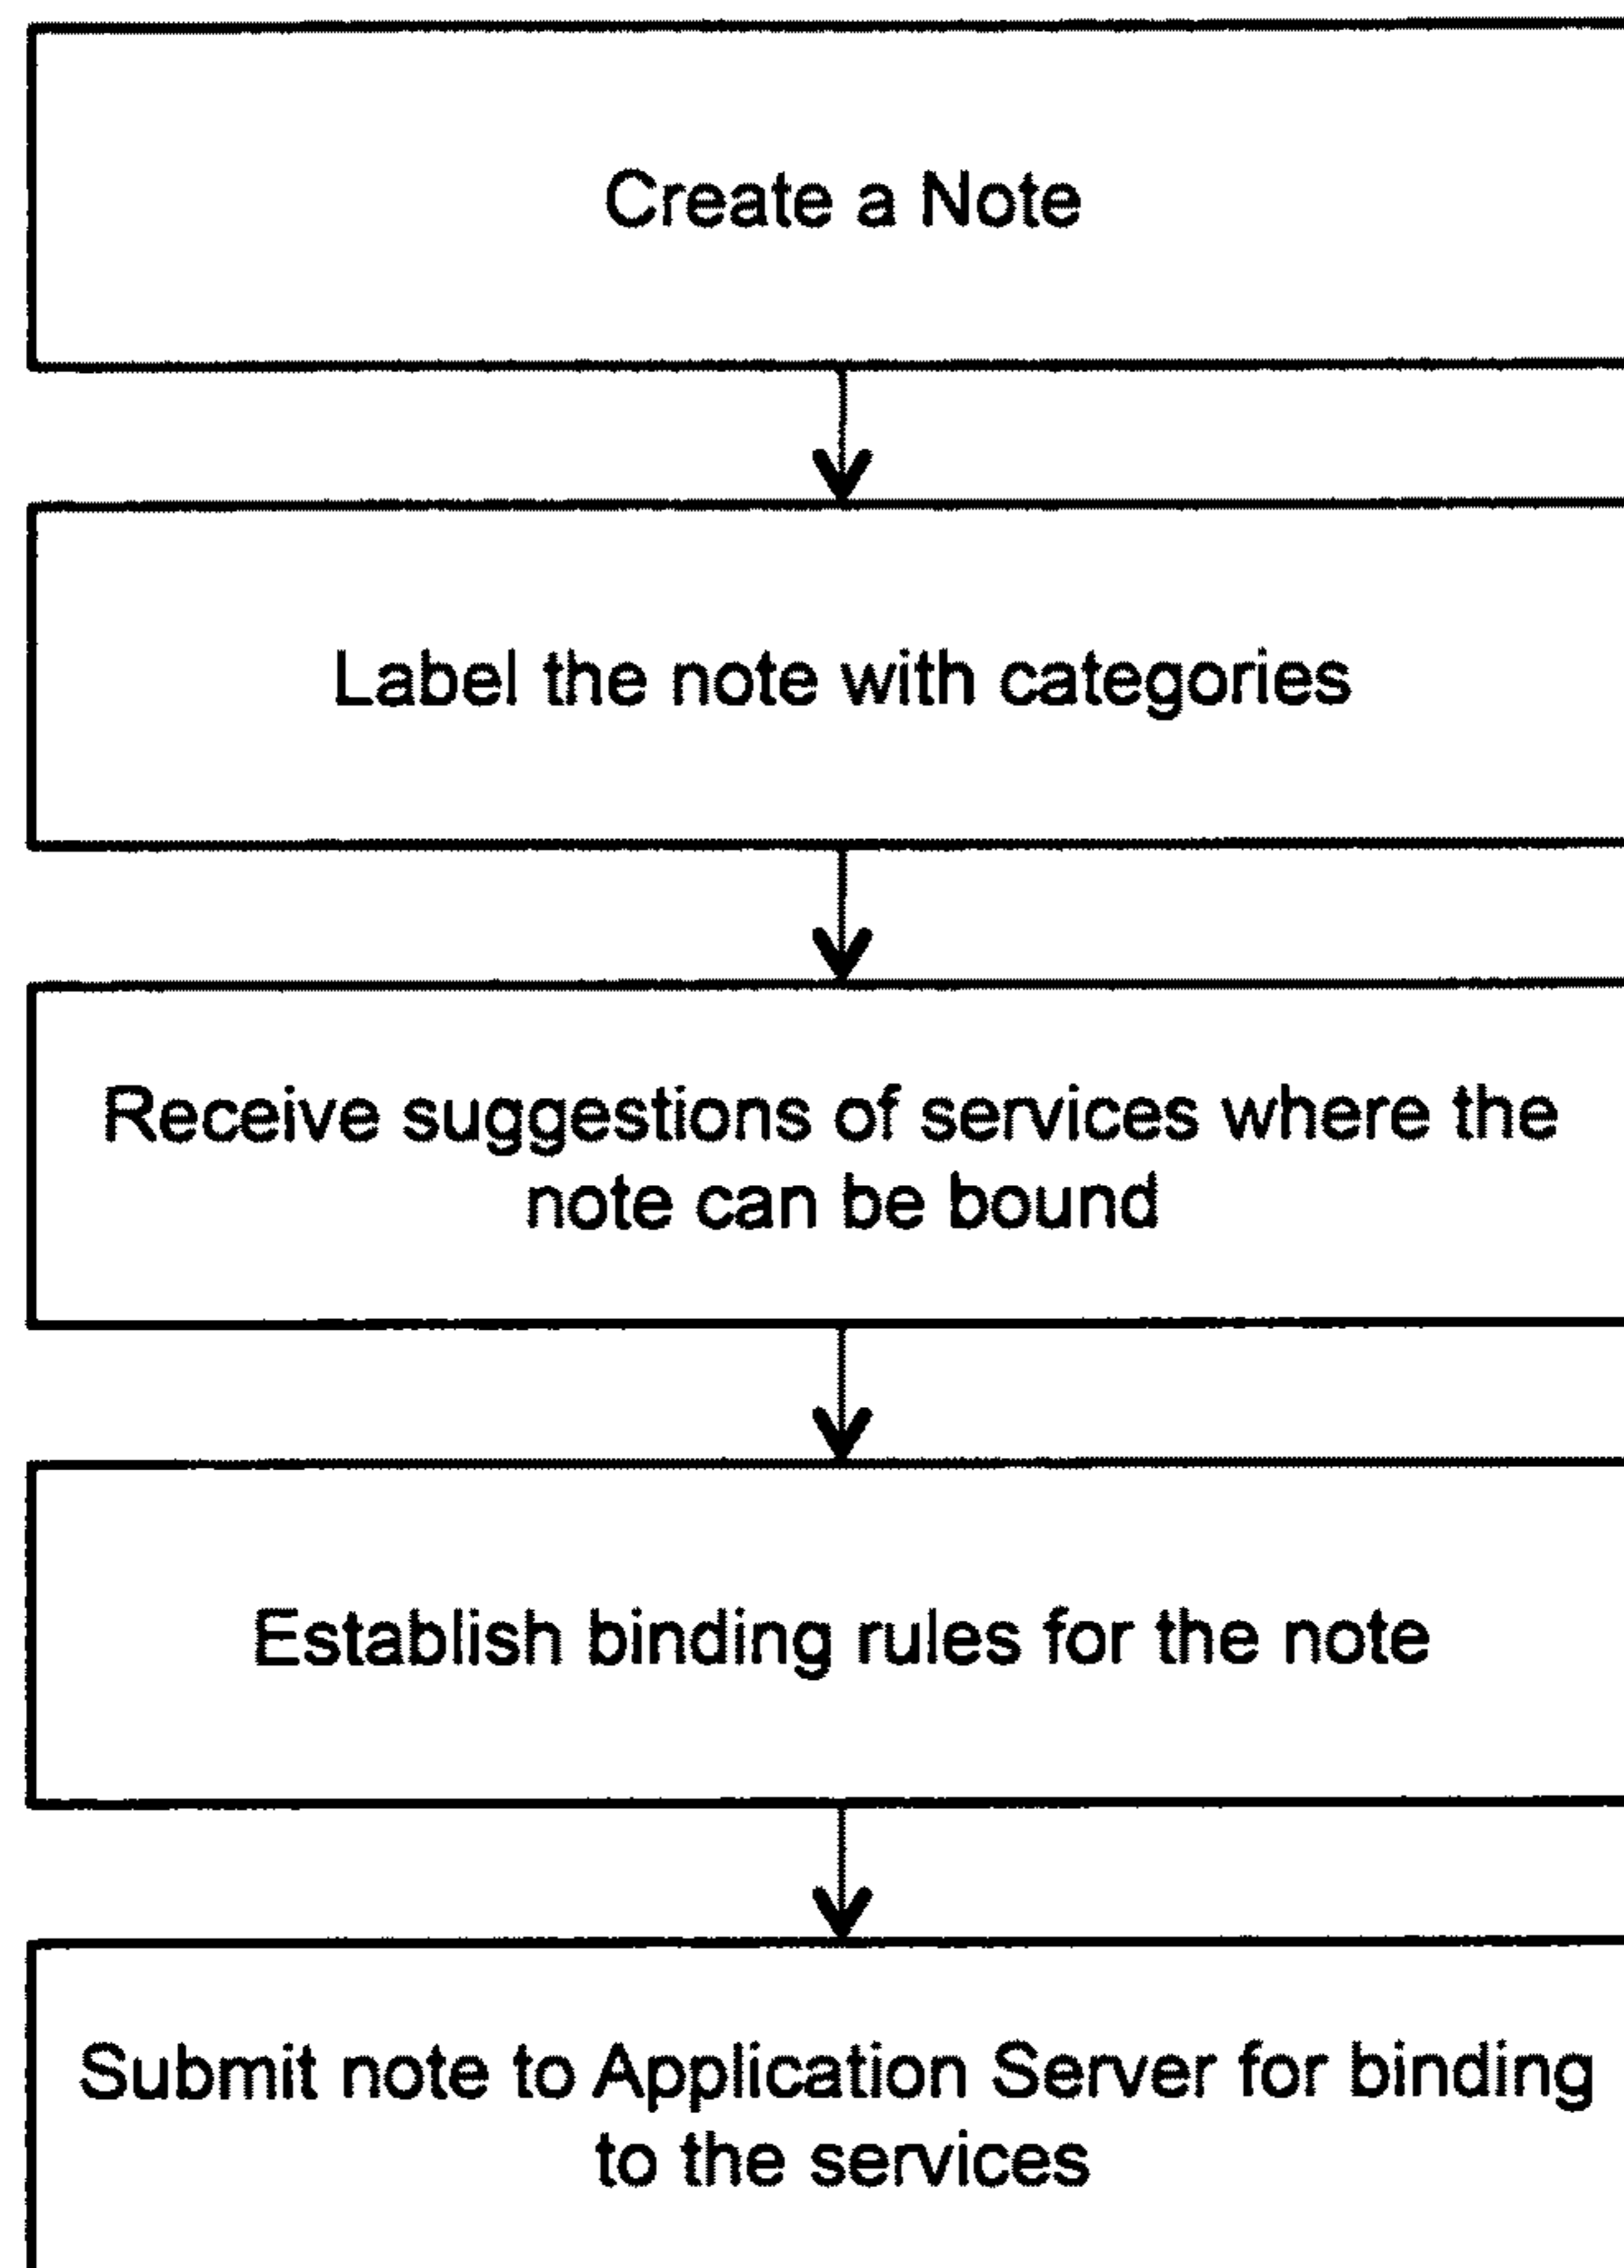 Create a Note
Label the note with categories
Receive suggestions of services where the
note can be bound
Establish binding rules for the note
Submit note to Application Server for binding
to the services